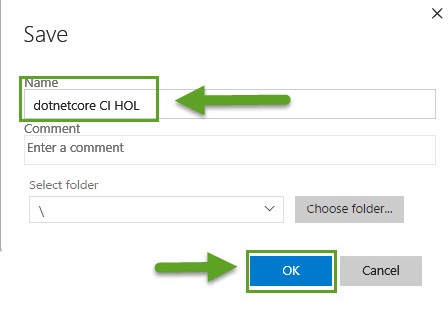 Save
Name
dotnetcore CI HOL
Comment
Enter a comment
Select folder
\
Choose folder...
OK
Cancel